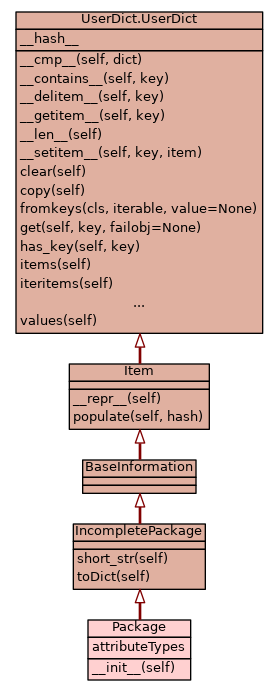 UserDict.UserDict
__hash__
__cmp__(self, dict)
__contains__(self, key)
__delitem__(self, key)
__getitem__(self, key)
__len__(self)
__setitem__(self, key, item)
clear(self)
copy(self)
fromkeys(cls, iterable, value=None)
get(self, key, failobj=None)
has_key(self, key)
items(self)
iteritems(self)
...
values(self)
Item
__repr__(self)
populate(self, hash)
BaseInformation
IncompletePackage
short_str(self)
toDict(self)
Package
attributeTypes
__init__(self)